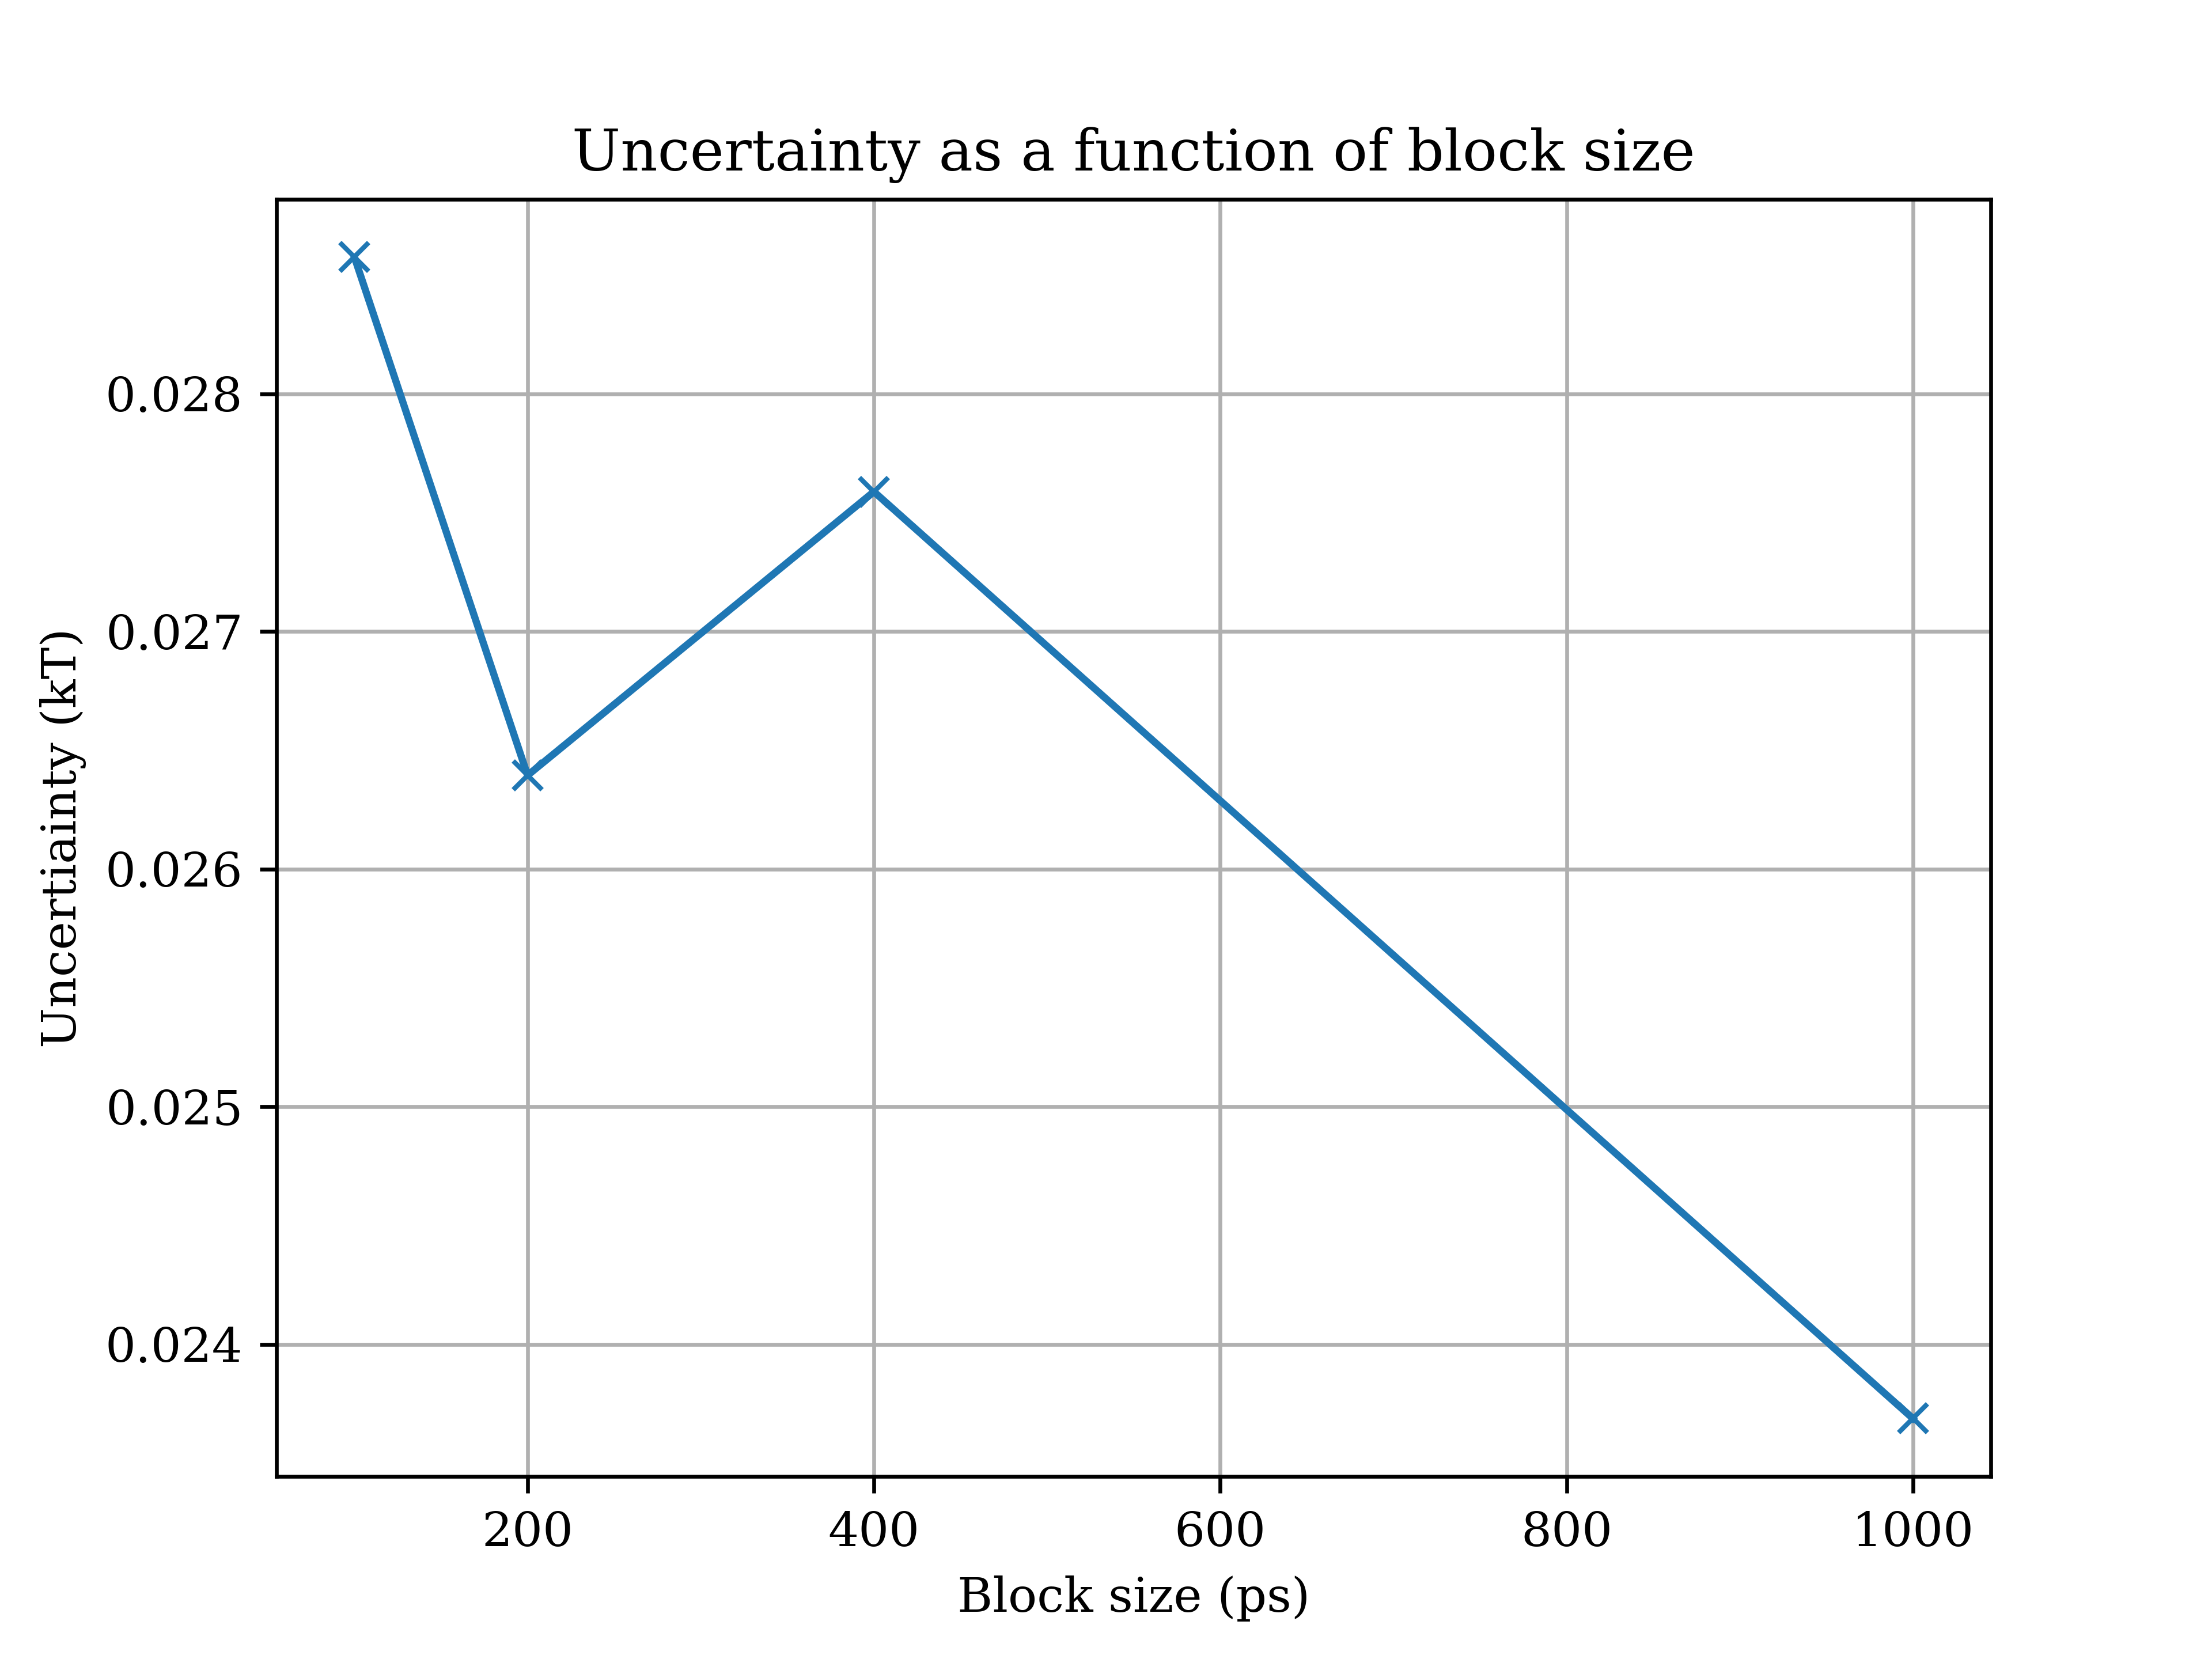 Uncertainty as a function of block size
0.028
0.027
0.026
0.025
0.024
Uncertiainty (kT)
200 400 600 800 1000
Block size (ps)